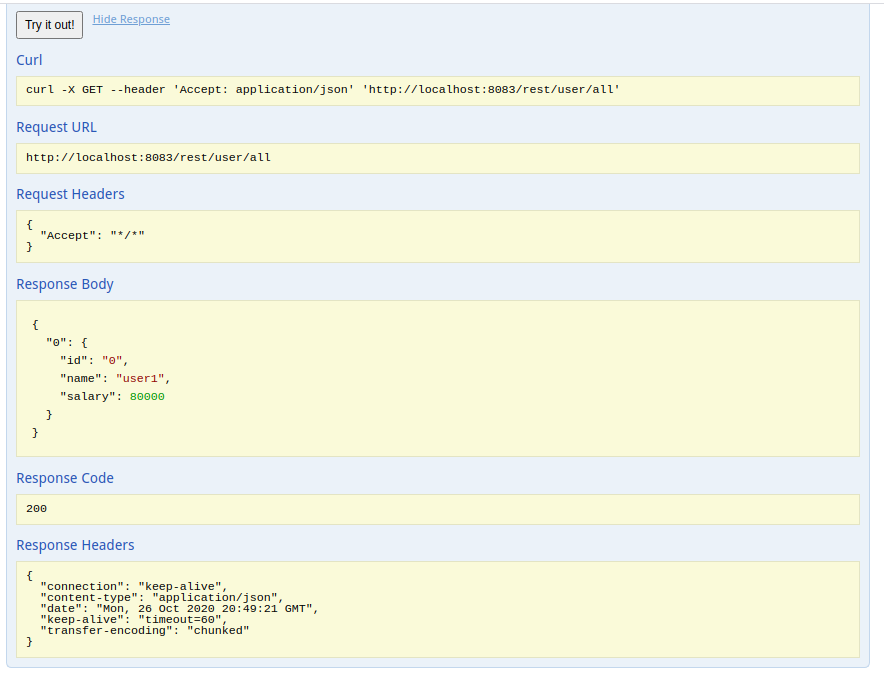 Try it out! Hide Response
Curl
curl -X GET --header 'Accept: application/json' 'http://localhost:8083/rest/user/all'
Request URL
http://localhost:8083/rest/user/all
Request Headers
{
"Accept": "*/*"
}
Response Body
{
"0": {
"id": "0",
"name": "user1",
"salary": 80000
}
}
Response Code
200
Response Headers
{
"connection": "keep-alive",
"content-type": "application/json",
"date": "Mon, 26 Oct 2020 20:49:21 GMT",
"keep-alive": "timeout=60",
"transfer-encoding": "chunked"
}